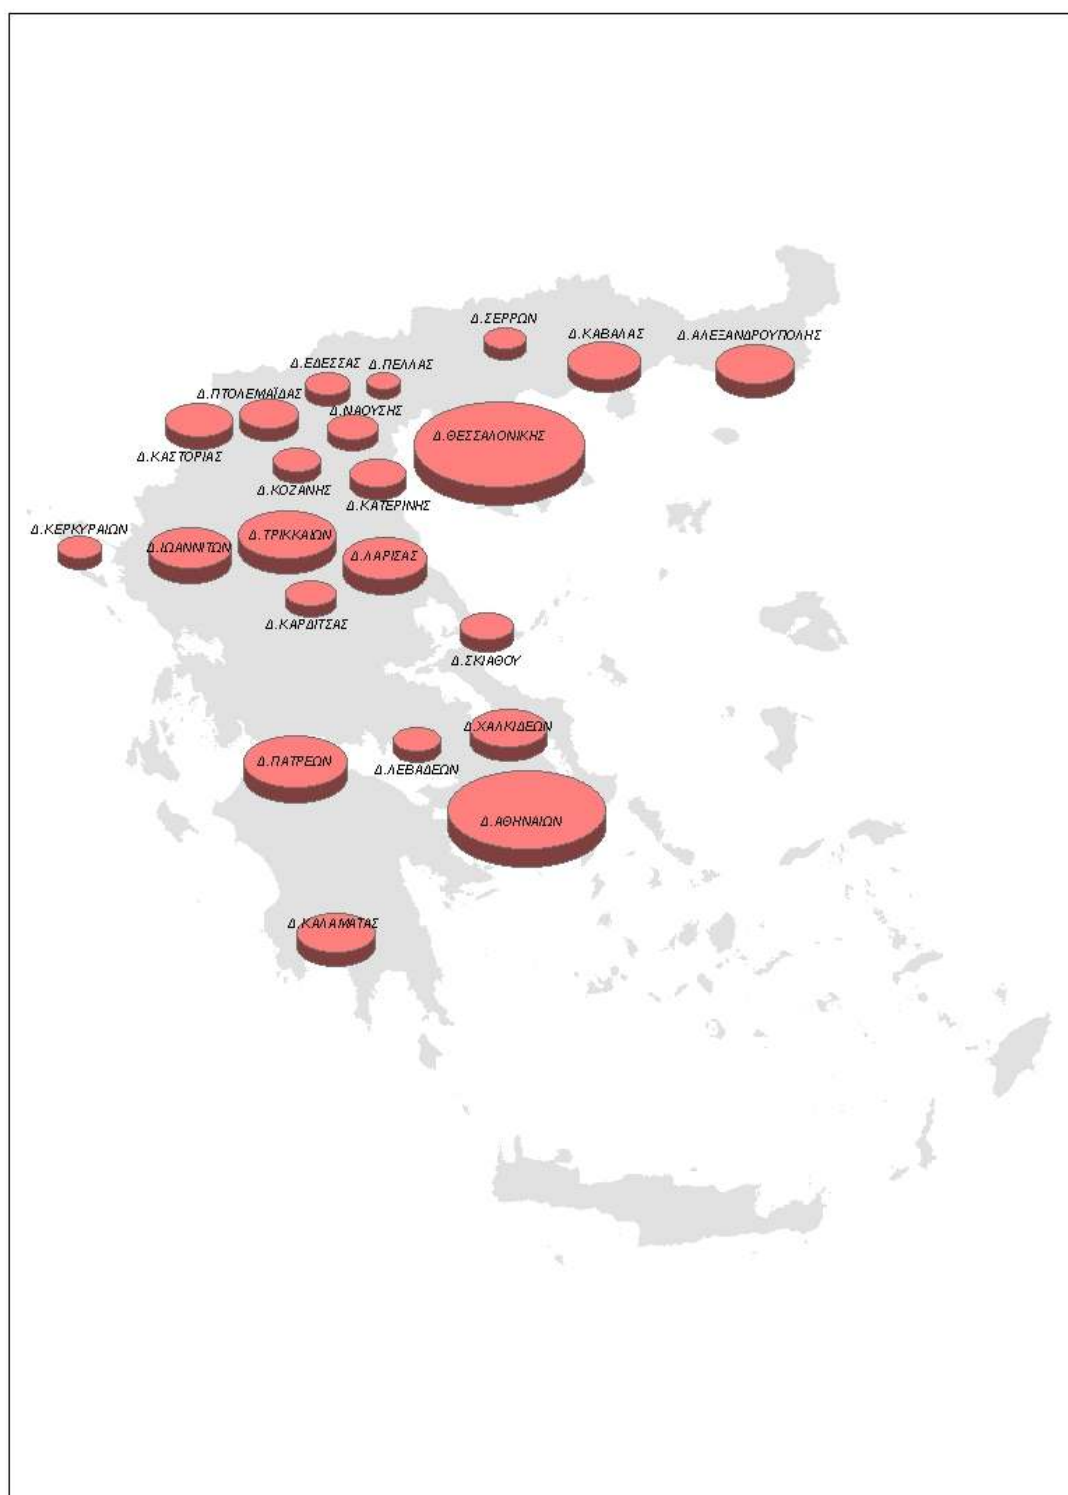 Δ.ΣΕΡΡΩΝ
Δ.ΚΑΒΑΛΑΣ
Δ.ΑΛΕΞΑΝΔΡΟΥΠΟΛΗΣ
Δ.ΕΔΕΣΣΑΣ
Δ.ΠΕΛΛΑΣ
Δ.ΠΤΟΛΕΜΑΪΔΑΣ
Δ.ΝΑΟΥΣΗΣ
Δ.ΘΕΣΣΑΛΟΝΙΚΗΣ
Δ.ΚΑΣΤΟΡΙΑΣ
Δ.ΚΟΖΑΝΗΣ
Δ.ΚΑΤΕΡΙΝΗΣ
Δ.ΚΕΡΚΥΡΑΙΩΝ
Δ.ΙΩΑΝΝΙΤΩΝ
Δ.ΤΡΙΚΚΑΙΩΝ
Δ.ΛΑΡΙΣΑΣ
Δ.ΚΑΡΔΙΤΣΑΣ
Δ.ΣΚΙΑΘΟΥ
Δ.ΧΑΛΚΙΔΕΩΝ
Δ.ΠΑΤΡΕΩΝ
Δ.ΛΕΒΑΔΕΩΝ
Δ.ΑΘΗΝΑΙΩΝ
Δ.ΚΑΛΑΜΑΤΑΣ